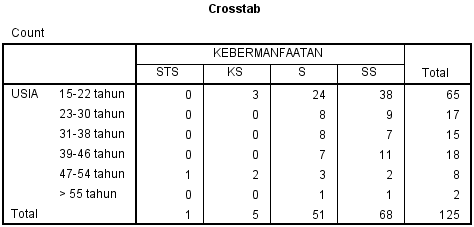 Crosstab
Count
KEBERMANFAATAN
STS KS S SS Total
USIA 15-22 tahun 0 3 24 38 65
23-30 tahun 0 0 8 9 17
31-38 tahun 0 0 8 7 15
39-46 tahun 0 0 7 11 18
47-54 tahun 1 2 3 2 8
> 55 tahun 0 0 1 1 2
Total 1 5 51 68 125